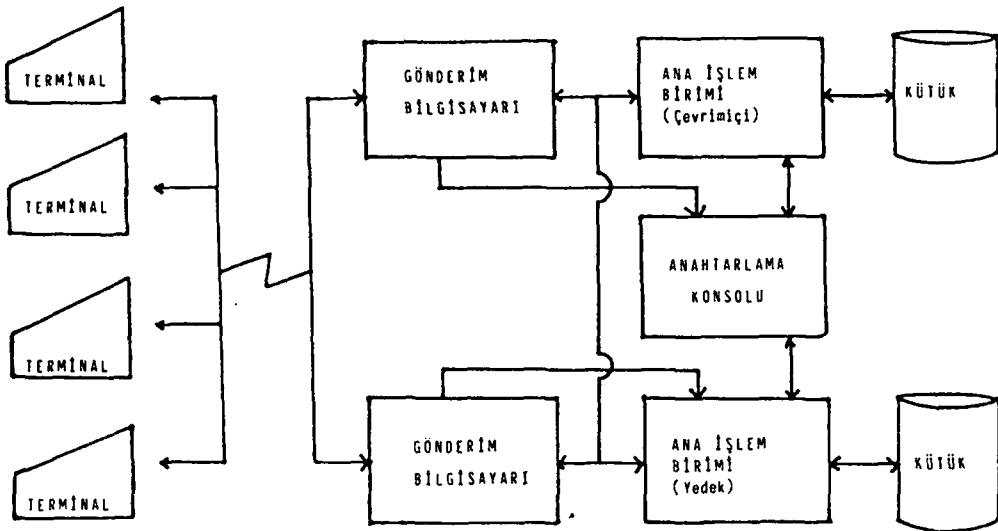 TERMİNAL
TERMİNAL
TERMİNAL
TERMİNAL
GÖNDERİM
BİLGİSAYARI
ANA İŞLEM
BİRİMİ
(Çevrimiçi)
KÜTÜK
ANAHTARLAMA
KONSOLU
GÖNDERİM
BİLGİSAYARI
ANA İŞLEM
BİRİMİ
(Yedek)
KÜTÜK